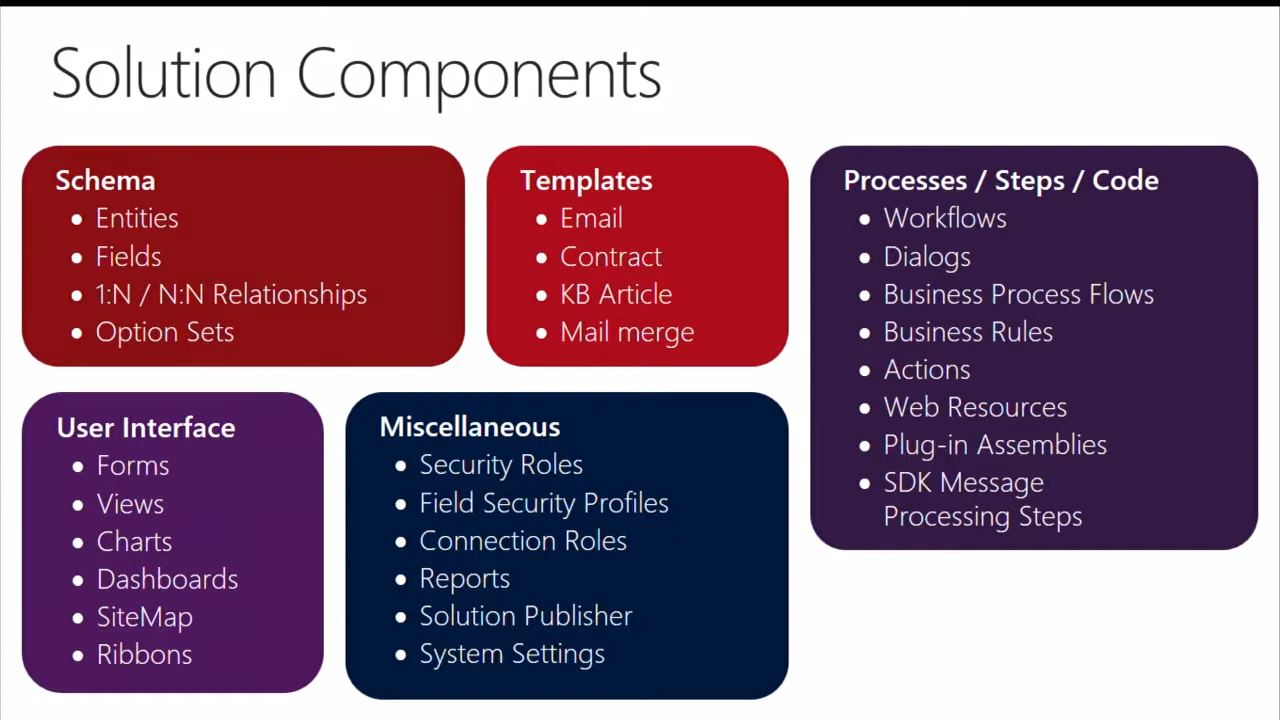 Solution Components
Schema
• Entities
• Fields
• 1:N / N:N Relationships
• Option Sets
Templates
• Email
• Contract
• KB Article
• Mail merge
Processes / Steps / Code
• Workflows
• Dialogs
• Business Process Flows
• Business Rules
• Actions
• Web Resources
• Plug-in Assemblies
• SDK Message
Processing Steps
User Interface
• Forms
• Views
• Charts
• Dashboards
• SiteMap
• Ribbons
Miscellaneous
• Security Roles
• Field Security Profiles
• Connection Roles
• Reports
• Solution Publisher
• System Settings